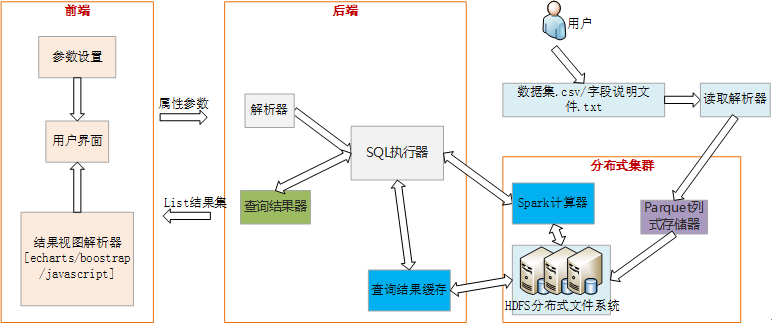 前端
参数设置
用户界面
结果视图解析器
[echarts/boostrap
/javascript]
属性参数
List结果集
后端
解析器
SQL执行器
查询结果器
查询结果缓存
用户
数据集.csv/字段说明文
件.txt
读取解析器
分布式集群
Spark计算器
Parquet列
式存储器
HDFS分布式文件系统